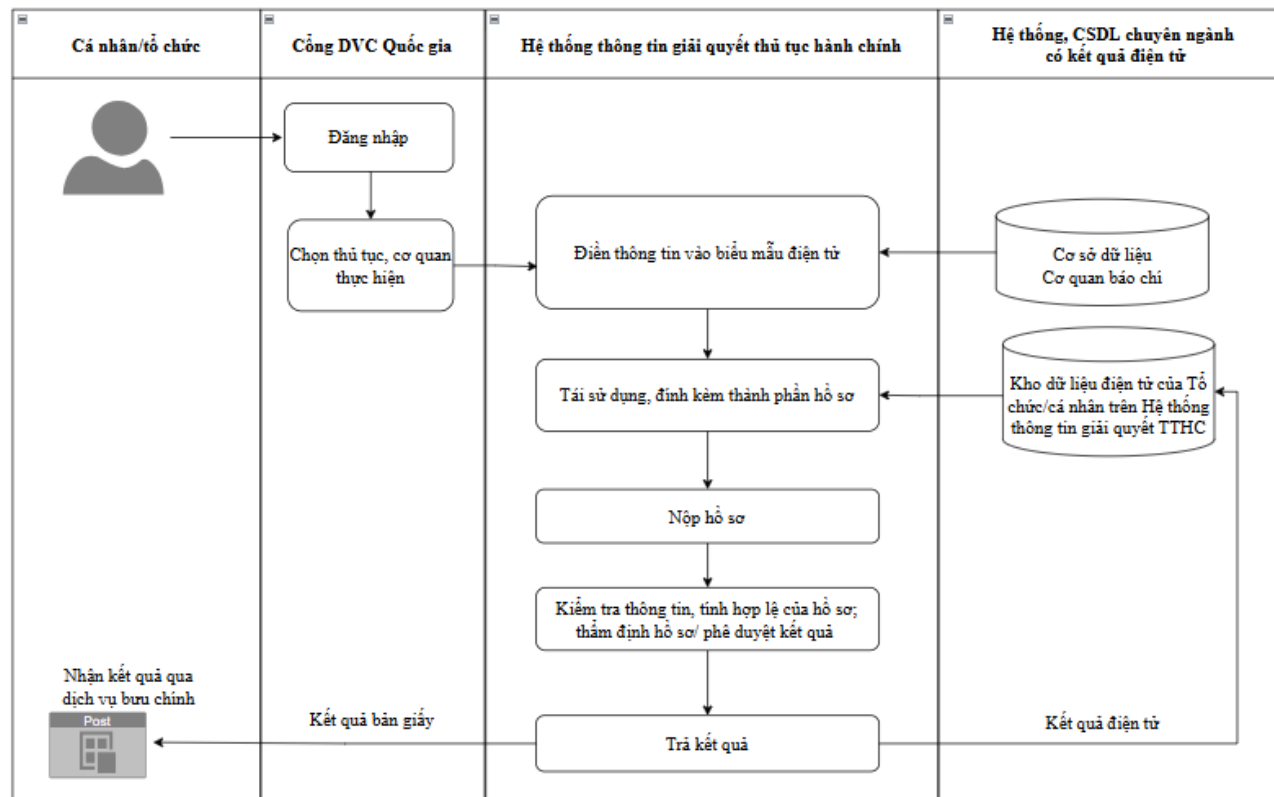 Cá nhân/tổ chức
Cổng DVC Quốc gia
Hệ thống thông tin giải quyết thủ tục hành chính
Hệ thống, CSDL chuyên ngành
có kết quả điện tử
Đăng nhập
Chọn thủ tục, cơ quan
thực hiện
Điền thông tin vào biểu mẫu điện tử
Cơ sở dữ liệu
Cơ quan báo chí
Tái sử dụng, đính kèm thành phần hồ sơ
Kho dữ liệu điện tử của Tổ
chức/cá nhân trên Hệ thống
thông tin giải quyết TTHC
Nộp hồ sơ
Kiểm tra thông tin, tình hợp lệ của hồ sơ;
thẩm định hồ sơ/ phê duyệt kết quả
Nhận kết quả qua
dịch vụ bưu chính
Post
Kết quả bản giấy
Trả kết quả
Kết quả điện tử